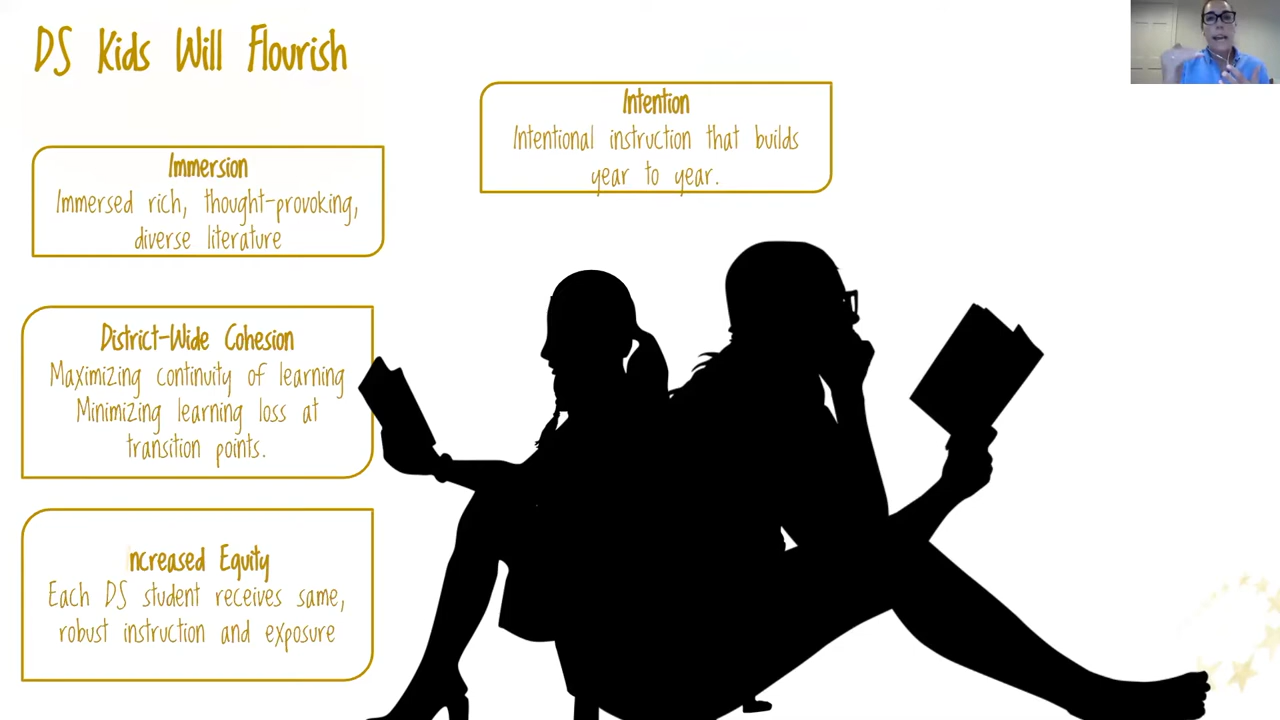 DS Kids Will Flourish
Intention
Intentional instruction that builds
year to year.
Immersion
Immersed rich, thought-provoking,
diverse literature
District-Wide Cohesion
Maximizing continuity of learning
Minimizing learning loss at
transition points.
ncreased Equity
Each DS student receives same,
robust instruction and exposure